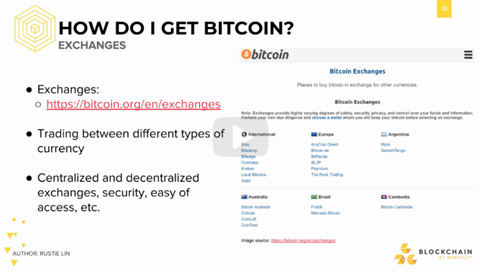 HOW DO I GET BITCOIN?
EXCHANGES
● Exchanges:
○ https://bitcoin.org/en/exchanges
● Trading between different types of
currency
● Centralized and decentralized
exchanges, security, easy of
access, etc.
AUTHOR: RUSTIE LIN
bitcoin
Bitcoin Exchanges
Places to buy bitcoin in exchange for other currencies.
Bitcoin Exchanges
Note: Exchanges provide highly varying degrees of safety, security, privacy, and control over your funds and information.
Perform your own due diligence and choose a wallet where you will keep your bitcoin before selecting an exchange.
International
Bitstamp
Coinbase
Kraken
Local Bitcoins
Xapo
Europe
AnyCoin Direct
Bitcoin.de
BitPanda
BL3P
Paymium
The Rock Trading
Argentina
Ripio
SatoshiTango
Australia
Bitcoin Australia
CoinJar
CoinLoft
CoinTree
Brazil
Foxbit
Mercado Bitcoin
Cambodia
Bitcoin Cambodia
Image source: https://bitcoin.org/en/exchanges
BLOCKCHAIN
AT BERKELEY